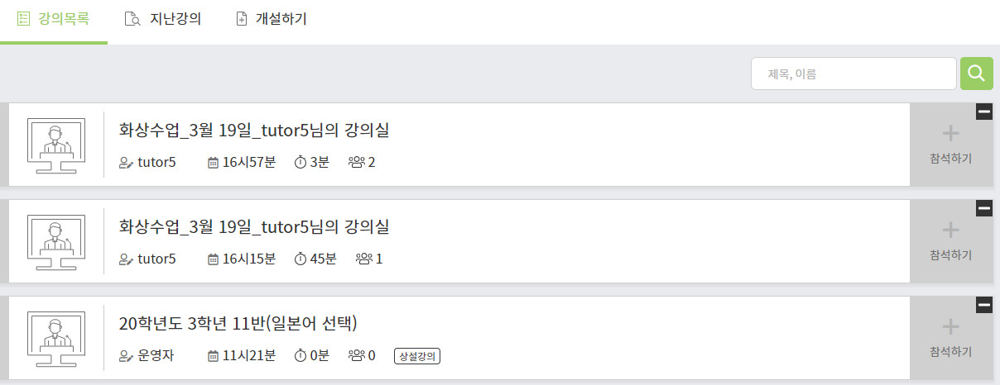 강의목록 지난강의 개설하기
제목, 이름
화상수업_3월 19일_tutor5님의 강의실
tutor5 16시57분 3분 2
참석하기
화상수업_3월 19일_tutor5님의 강의실
tutor5 16시15분 45분 1
참석하기
20학년도 3학년 11반(일본어 선택)
운영자 11시21분 0분 0 상설강의
참석하기